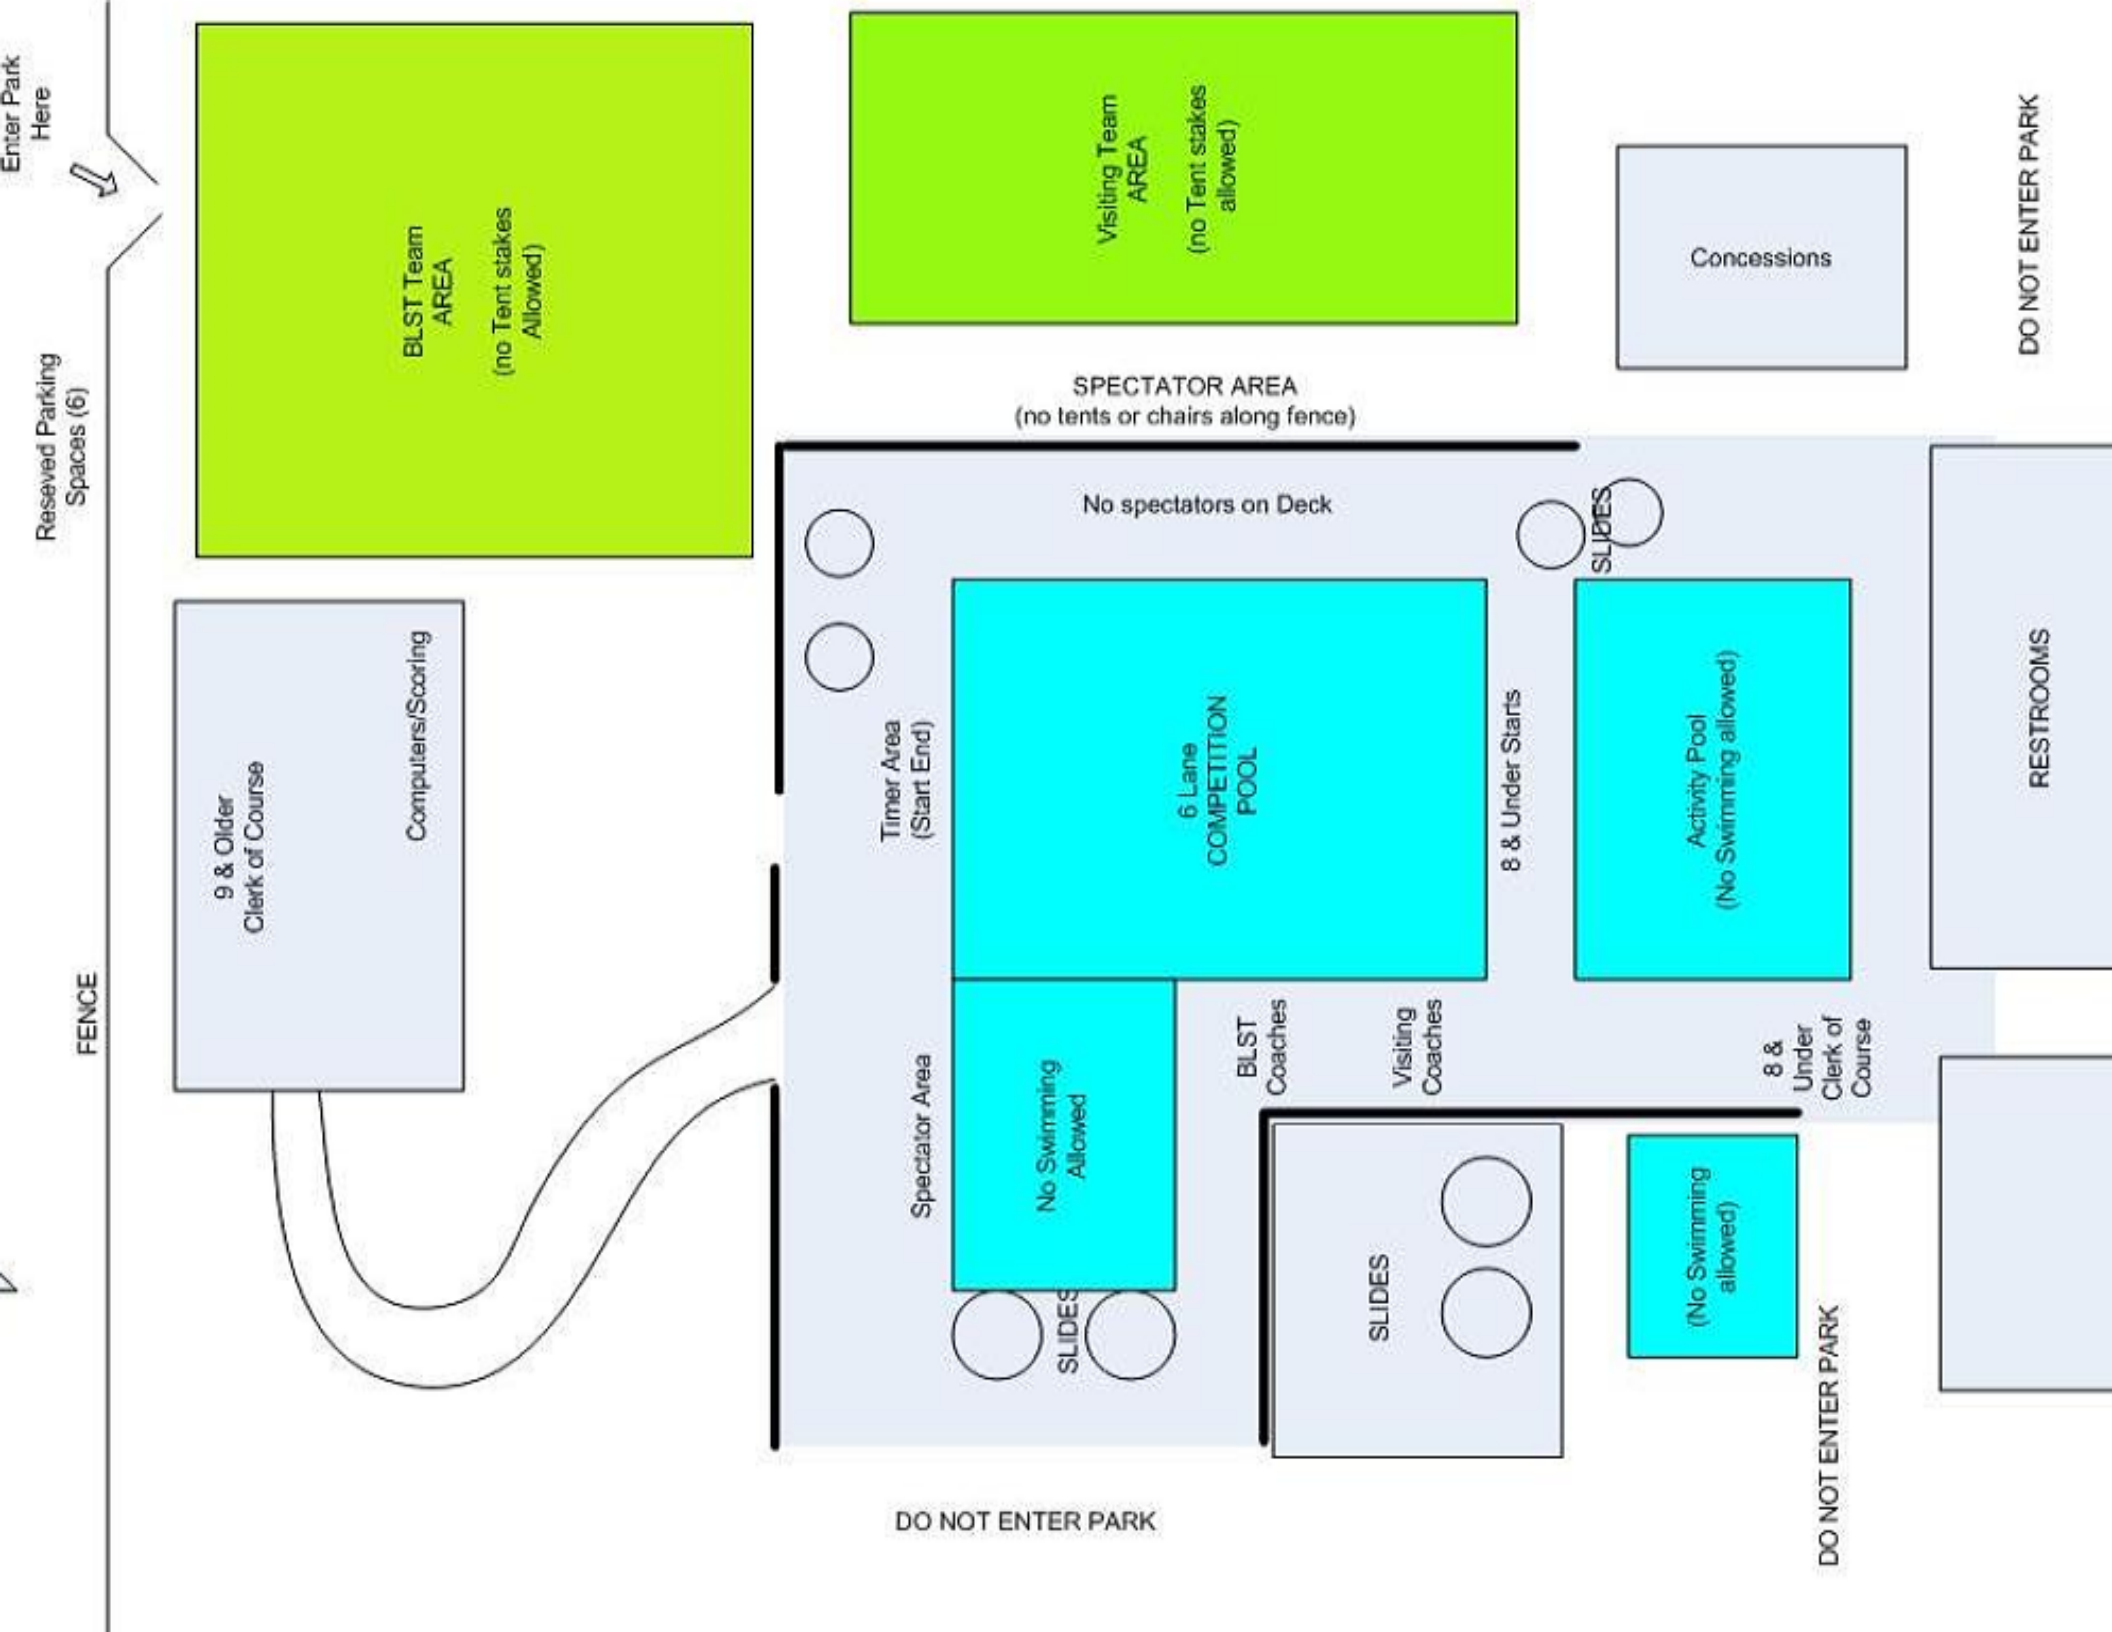 Enter Park
Here
Reseved Parking
Spaces (6)
FENCE
BLST Team
AREA
(no Tent stakes
Allowed)
Visiting Team
AREA
(no Tent stakes
allowed)
Concessions
DO NOT ENTER PARK
SPECTATOR AREA
(no tents or chairs along fence)
No spectators on Deck
SLIDES
9 & Older
Clerk of Course
Computers/Scoring
Timer Area
(Start End)
6 Lane
COMPETITION
POOL
8 & Under Starts
Activity Pool
(No Swimming allowed)
RESTROOMS
Spectator Area
No Swimming
Allowed
SLIDES
BLST
Coaches
Visiting
Coaches
8 &
Under
Clerk of
Course
SLIDES
(No Swimming
allowed)
DO NOT ENTER PARK
DO NOT ENTER PARK